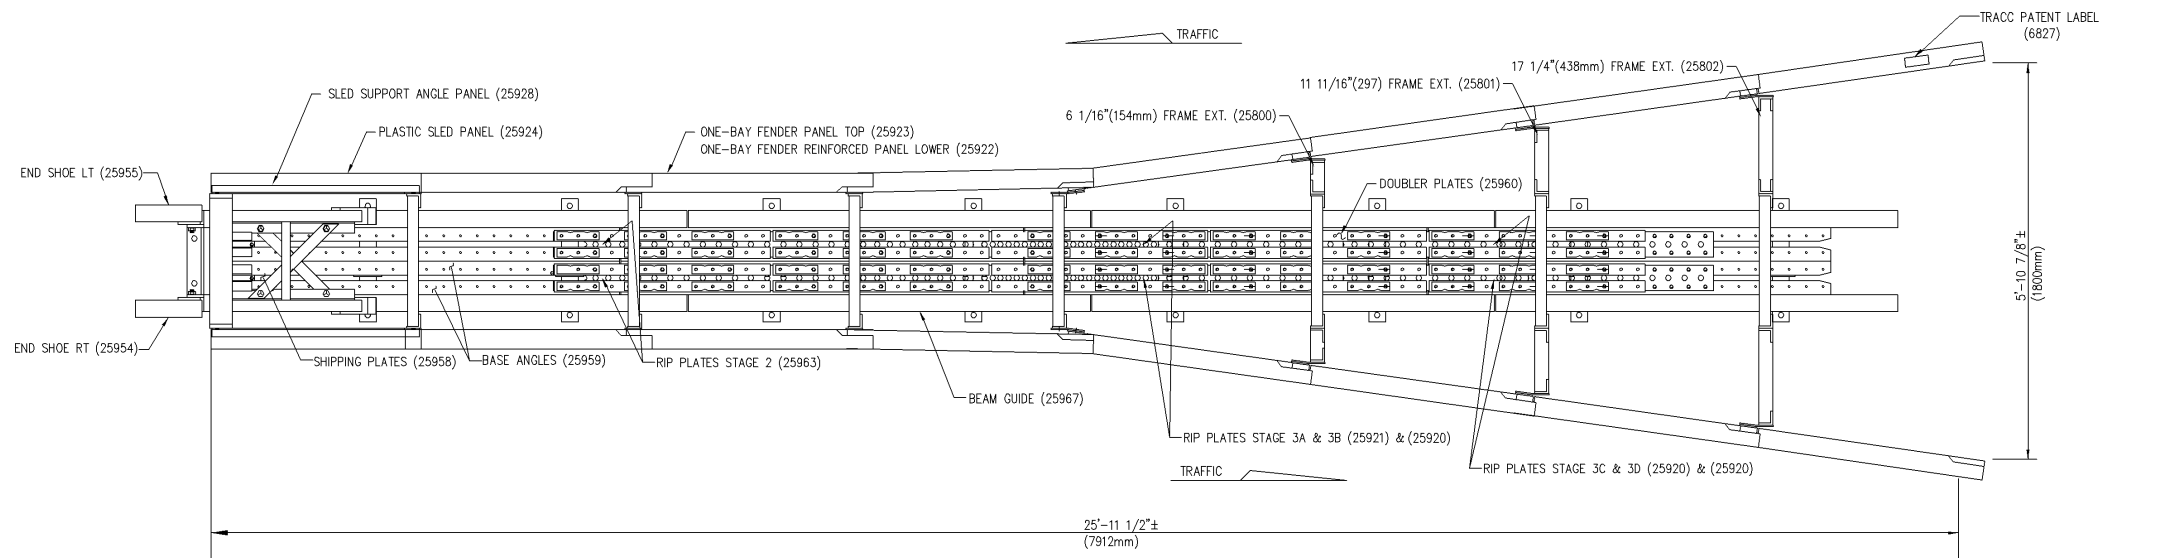 TRACC PATENT LABEL
(6827)
TRAFFIC
17 1/4"(438mm) FRAME EXT. (25802)
11 11/16"(297) FRAME EXT. (25801)
6 1/16"(154mm) FRAME EXT. (25800)
SLED SUPPORT ANGLE PANEL (25928)
PLASTIC SLED PANEL (25924)
ONE-BAY FENDER PANEL TOP (25923)
ONE-BAY FENDER REINFORCED PANEL LOWER (25922)
END SHOE LT (25955)
DOUBLER PLATES (25960)
5'-10 7/8"±
(1800mm)
END SHOE RT (25954)
SHIPPING PLATES (25958)
BASE ANGLES (25959)
RIP PLATES STAGE 2 (25963)
BEAM GUIDE (25967)
RIP PLATES STAGE 3A & 3B (25921) & (25920)
RIP PLATES STAGE 3C & 3D (25920) & (25920)
TRAFFIC
25'-11 1/2"±
(7912mm)